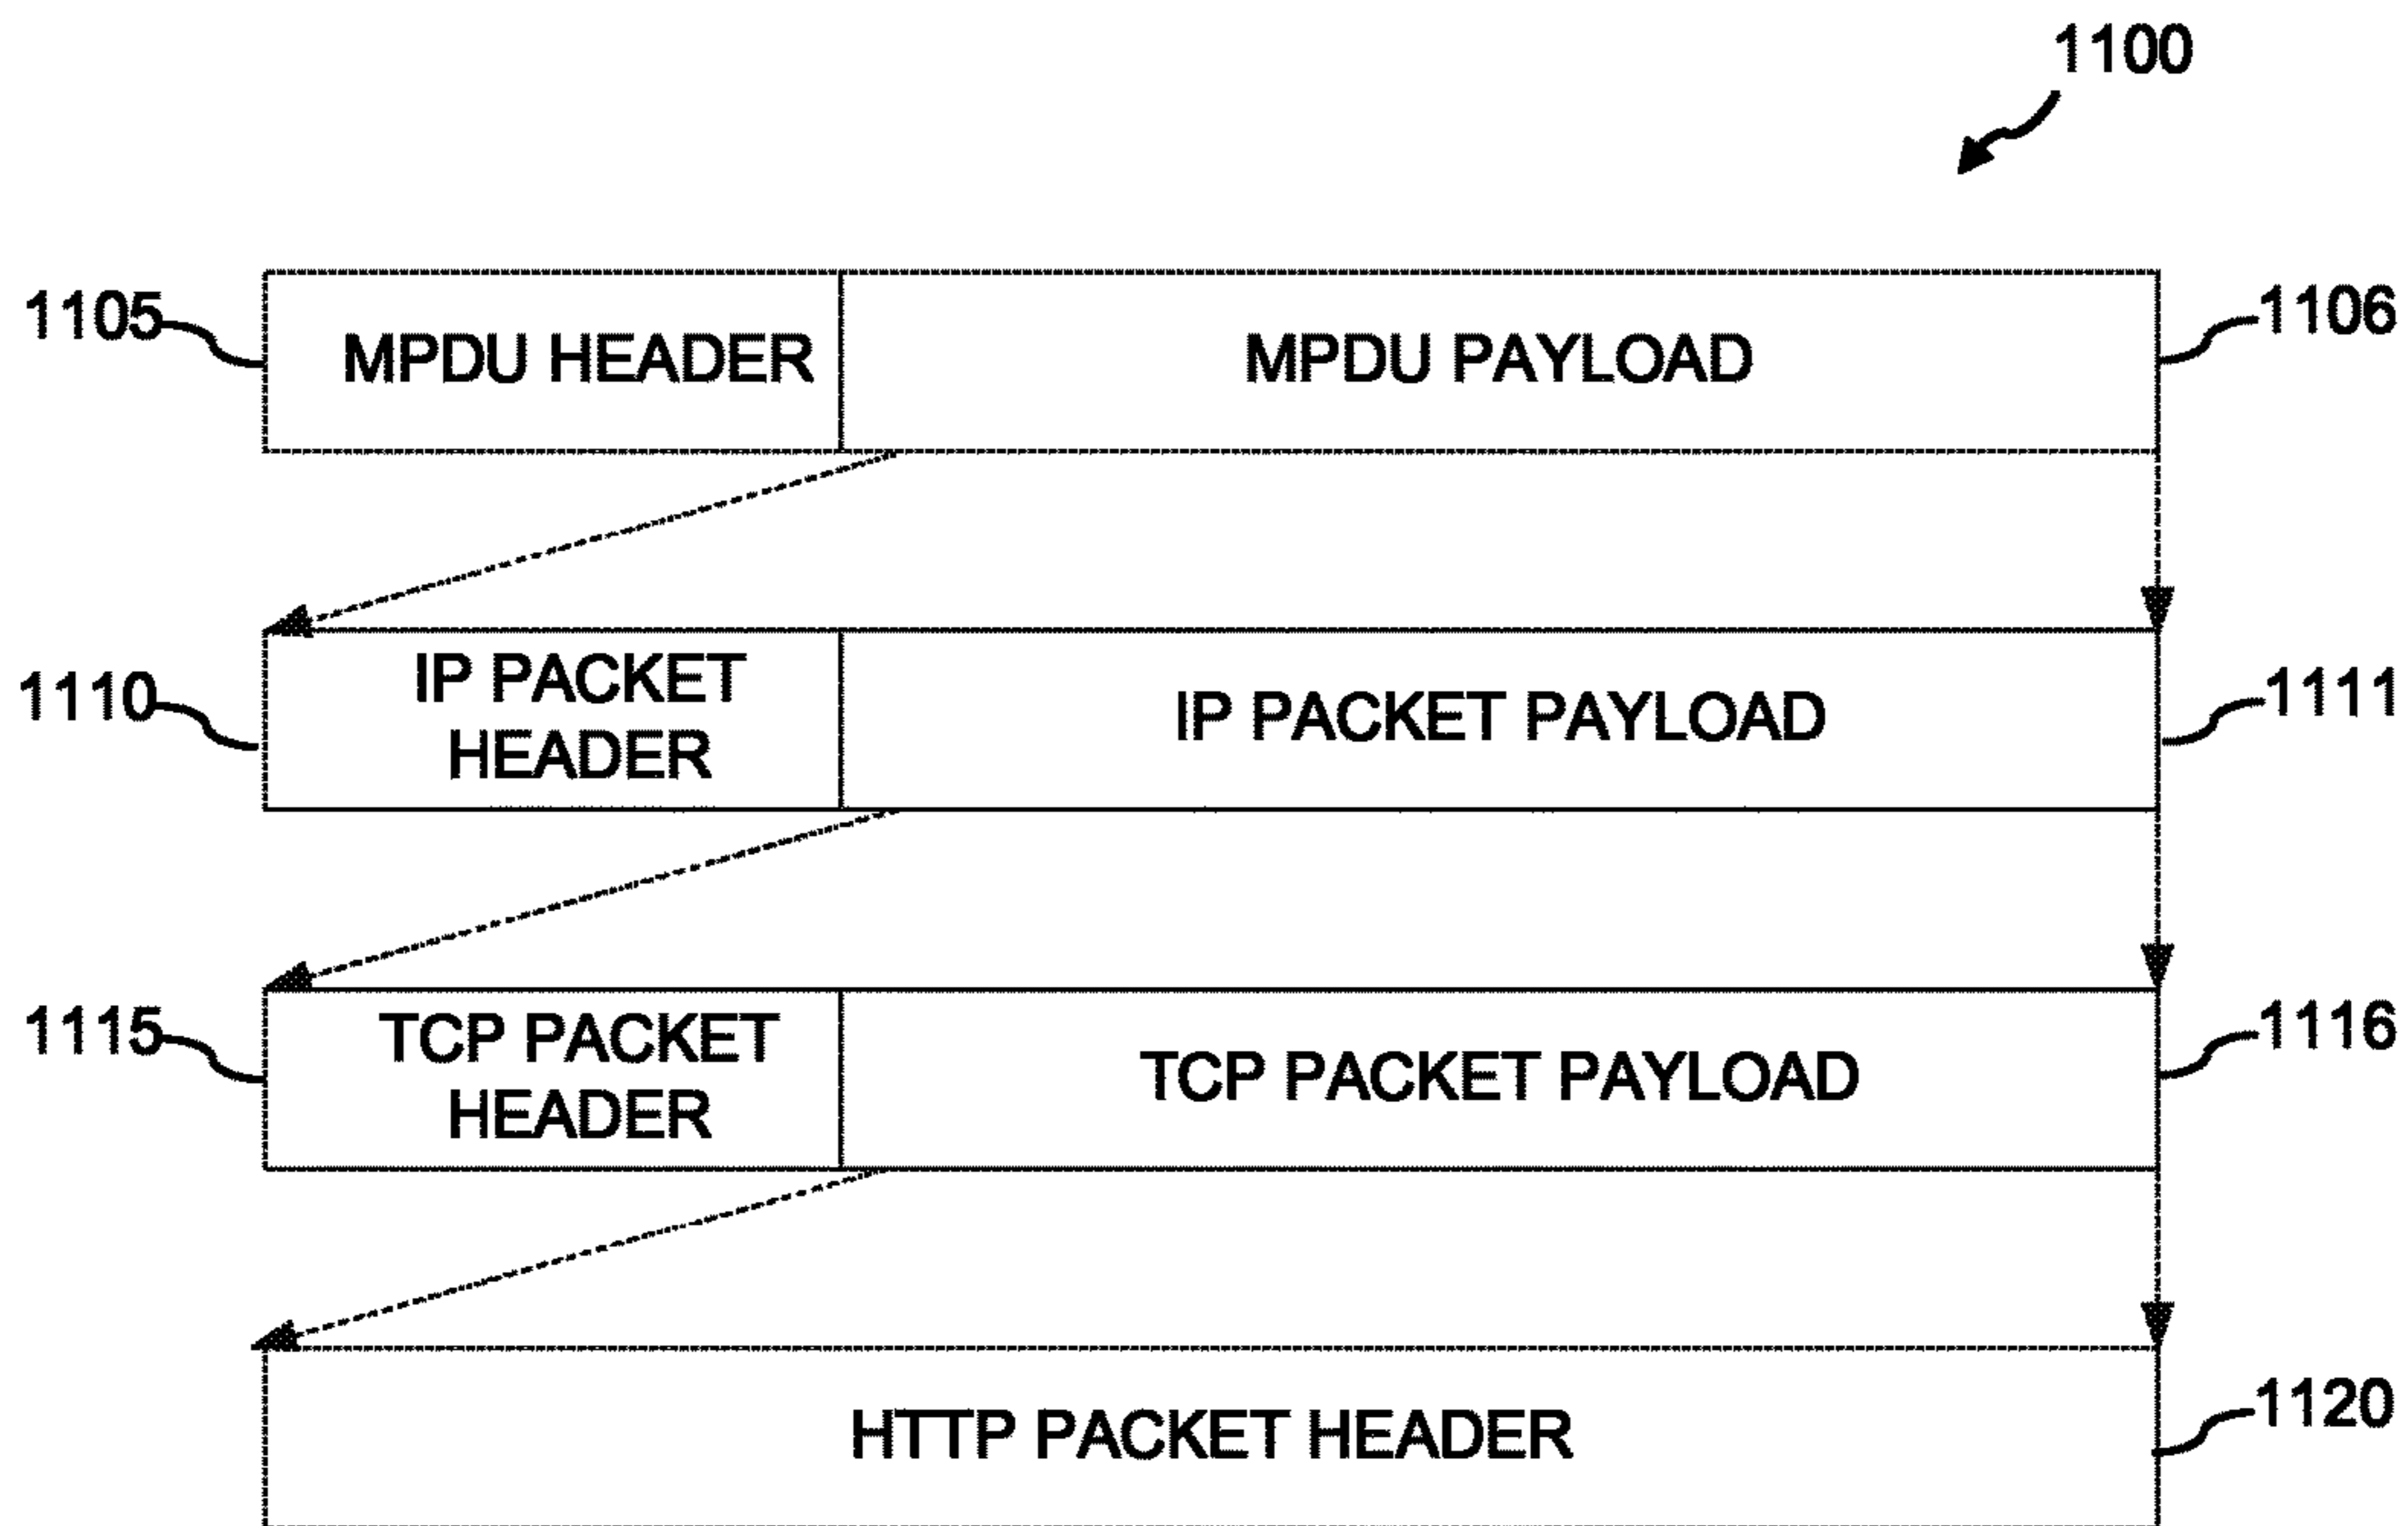 1100
1105
MPDU HEADER
MPDU PAYLOAD
1106
1110
IP PACKET
HEADER
IP PACKET PAYLOAD
1111
1115
TCP PACKET
HEADER
TCP PACKET PAYLOAD
1116
HTTP PACKET HEADER
1120